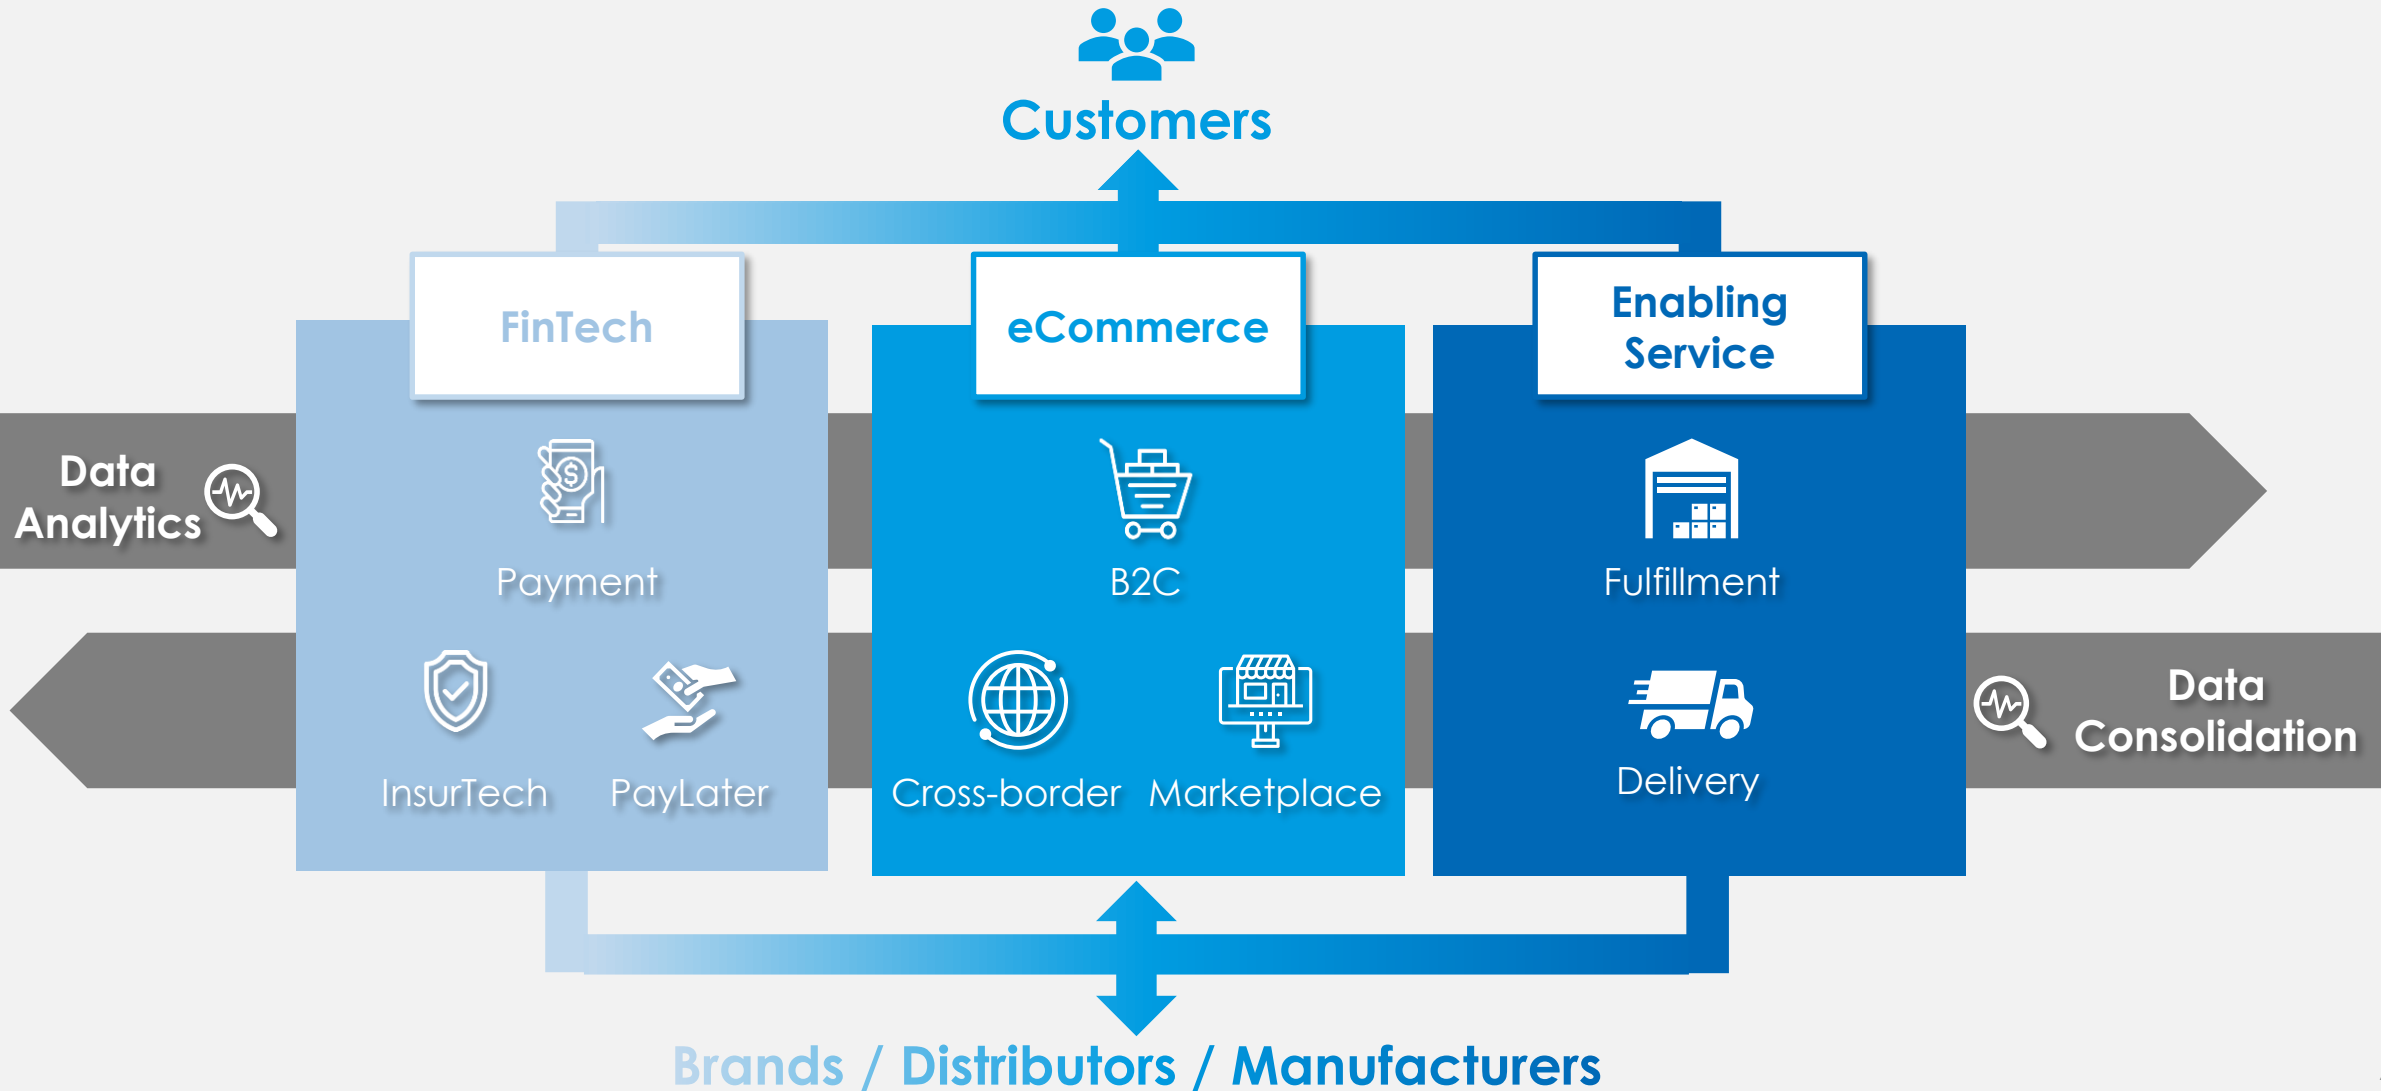 Customers
FinTech
eCommerce
Enabling
Service
Data
Analytics
Payment
B2C
Fulfillment
InsurTech
PayLater
Cross-border
Marketplace
Delivery
Data
Consolidation
Brands / Distributors / Manufacturers